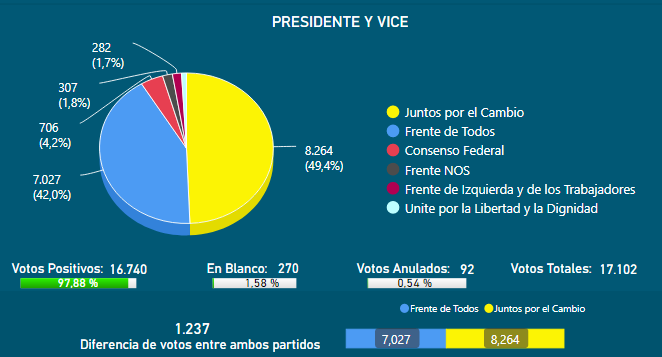 PRESIDENTE Y VICE
282
(1,7%)
307
(1,8%)
706
(4,2%)
7.027
(42,0%)
8.264
(49,4%)
Juntos por el Cambio
Frente de Todos
Consenso Federal
Frente NOS
Frente de Izquierda y de los Trabajadores
Unite por la Libertad y la Dignidad
Votos Positivos: 16.740
97,88 %
En Blanco: 270
1.58 %
Votos Anulados: 92
0.54 %
Votos Totales: 17.102
Frente de Todos Juntos por el Cambio
1.237
Diferencia de votos entre ambos partidos
7,027 8,264